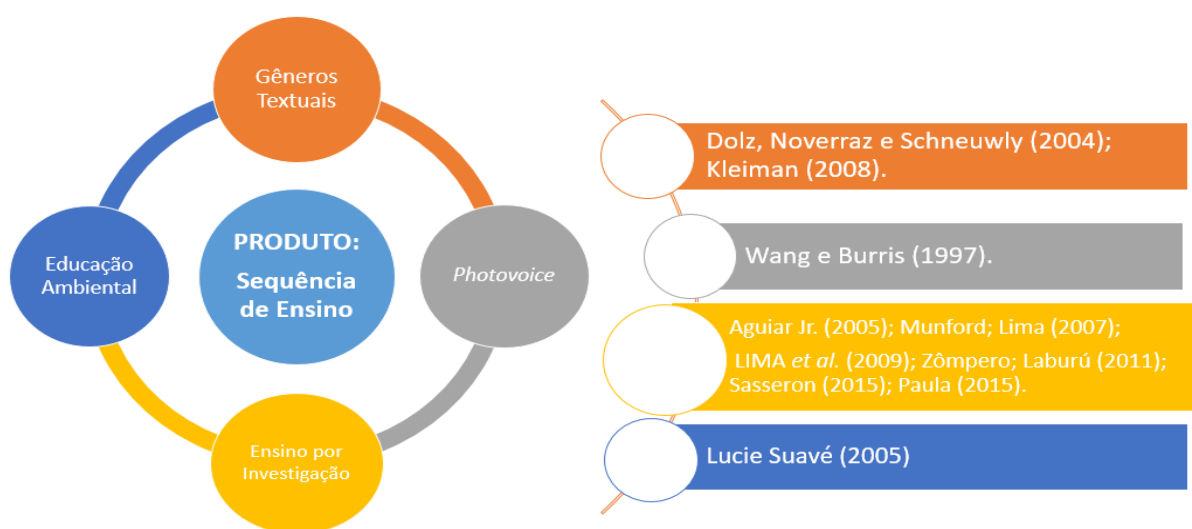 Gêneros
Textuais
Educação
Ambiental
PRODUTO:
Sequência
de Ensino
Photovoice
Ensino por
Investigação
Dolz, Noverraz e Schneuwly (2004);
Kleiman (2008).
Wang e Burris (1997).
Aguiar Jr. (2005); Munford; Lima (2007);
LIMA et al. (2009); Zômpero; Laburú (2011);
Sasseron (2015); Paula (2015).
Lucie Suavé (2005)